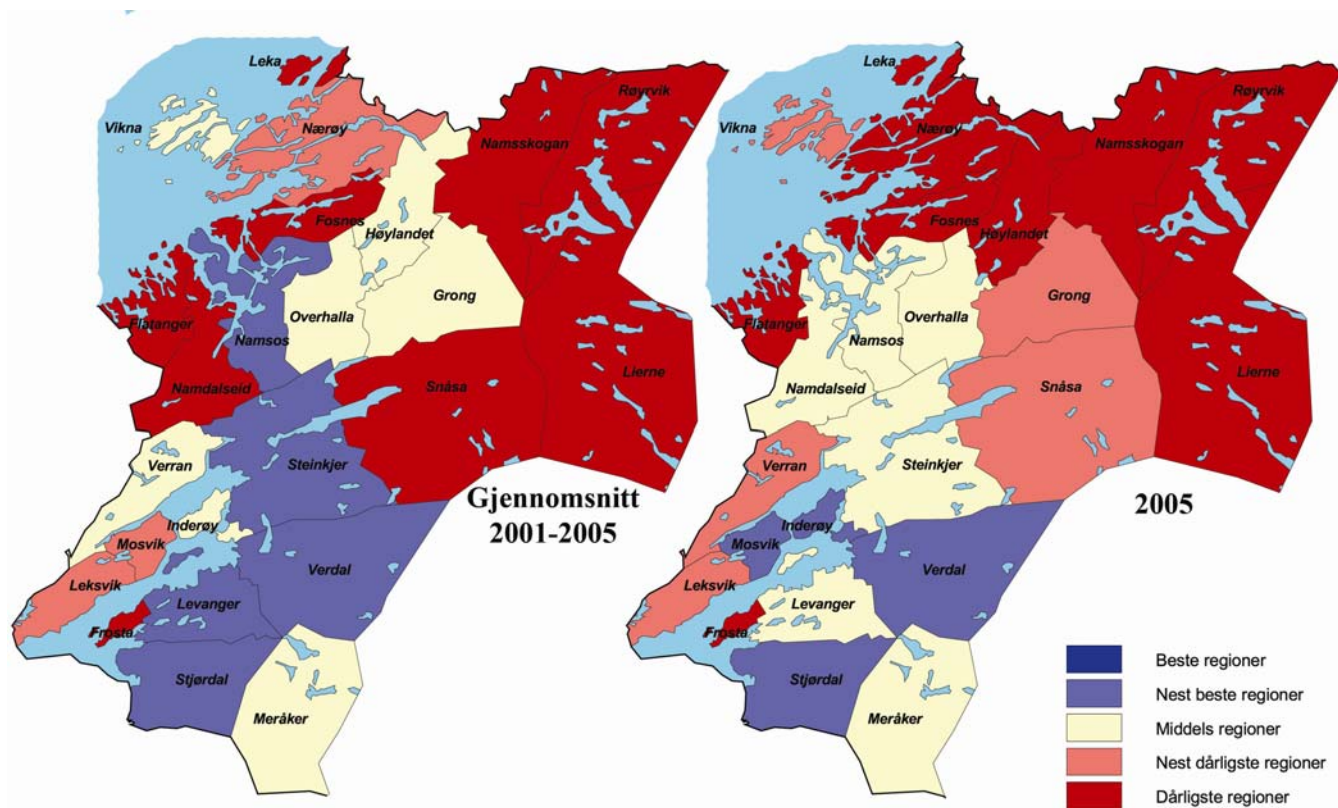 Leka
Vikna
Nærøy
Røyrvik
Namsskogan
Fosnes
Høylandet
Grong
Overhalla
Flatanger
Namsos
Namdalseid
Snåsa
Lierne
Verran
Steinkjer
Inderøy
Mosvik
Leksvik
Verdal
Levanger
Frosta
Stjørdal
Meråker
Gjennomsnitt
2001-2005
Leka
Vikna
Nærøy
Røyrvik
Namsskogan
Fosnes
Høylandet
Grong
Overhalla
Flatanger
Namsos
Namdalseid
Snåsa
Lierne
Verran
Steinkjer
Inderøy
Mosvik
Leksvik
Verdal
Levanger
Frosta
Stjørdal
Meråker
2005
Beste regioner
Nest beste regioner
Middels regioner
Nest dårligste regioner
Dårligste regioner